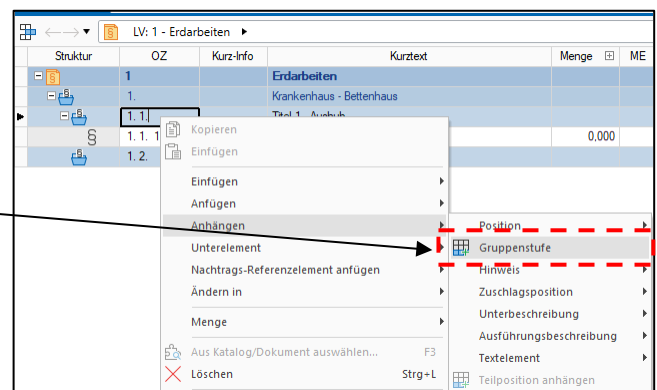 LV: 1 - Erdarbeiten
Struktur OZ Kurz-Info Kurztext Menge ME
1 Erdarbeiten
1. Krankenhaus - Bettenhaus
1. 1. Titel 1 - Aushub
§ 1. 1. 1 0,000
1. 2.
Kopieren
Einfügen
Einfügen
Anfügen
Anhängen
Unterelement
Nachtrags-Referenzelement anfügen
Ändern in
Menge
Aus Katalog/Dokument auswählen... F3
Löschen Strg+L
Position
Gruppenstufe
Hinweis
Zuschlagsposition
Unterbeschreibung
Ausführungsbeschreibung
Textelement
Teilposition anhängen